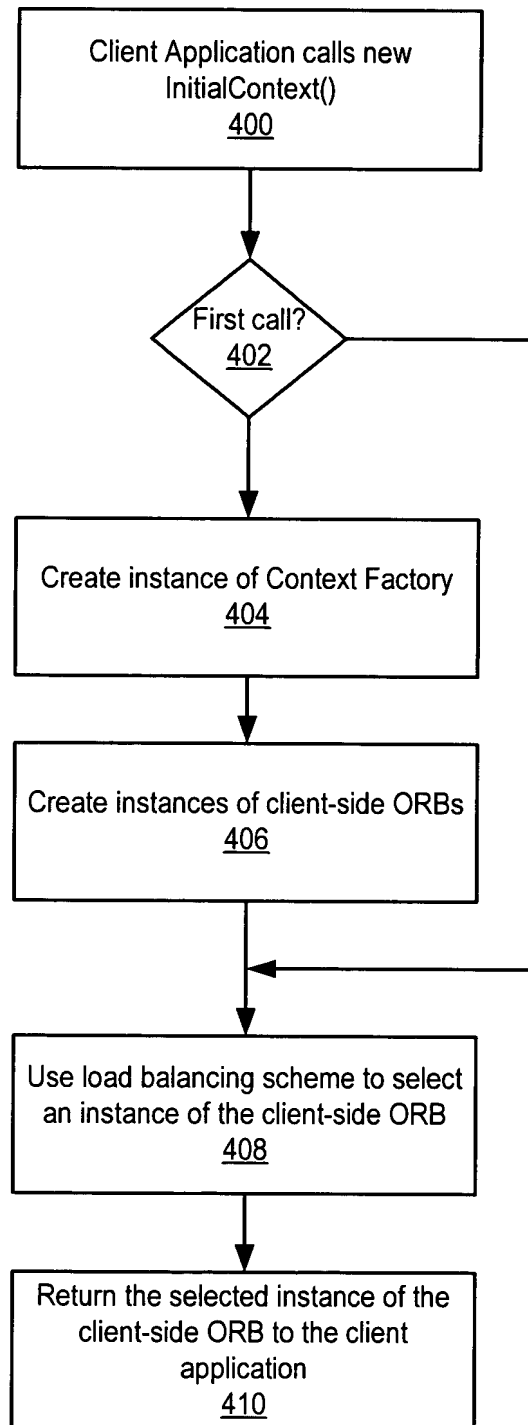 Client Application calls new
InitialContext()
400
First call?
402
Create instance of Context Factory
404
Create instances of client-side ORBs
406
Use load balancing scheme to select
an instance of the client-side ORB
408
Return the selected instance of the
client-side ORB to the client
application
410